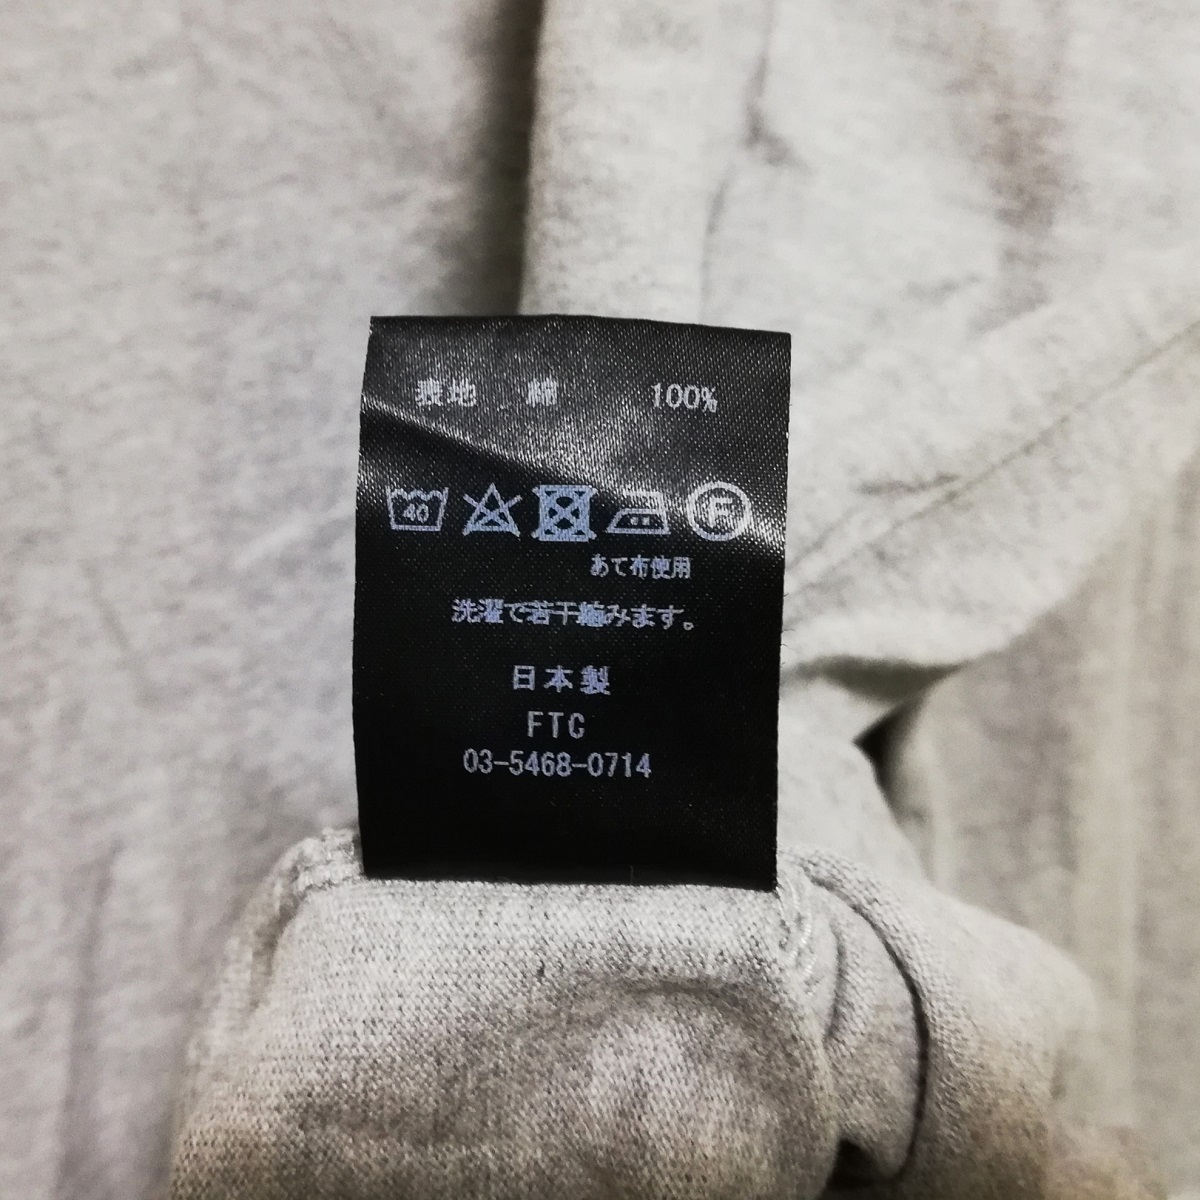 表地 綿 100%
40 F
あて布使用
洗濯で若干縮みます。
日本製
FTC
03-5468-0714